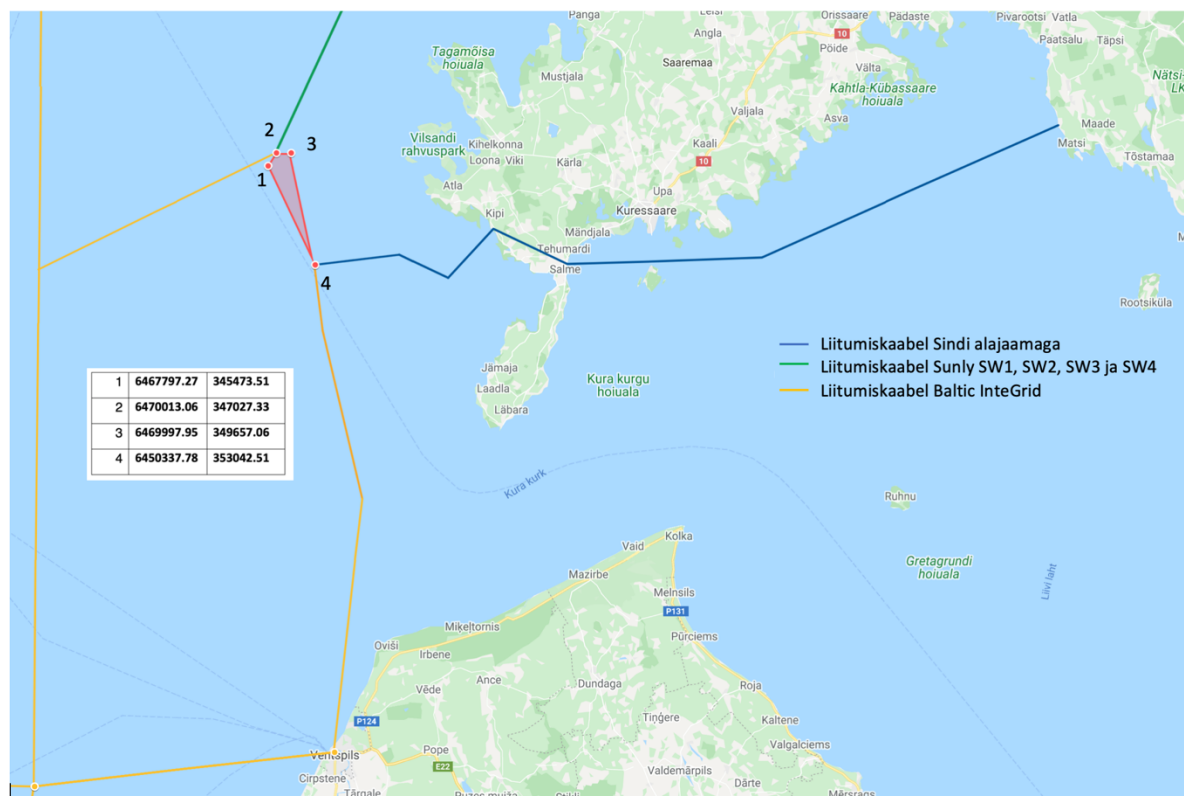 Panga
Leisi
Orissaare
Pädaste
Pivarootsi
Vatla
Angla
10
Pöide
Paatsalu
Täpsi
Tagamõisa
hoiuala
Saaremaa
Mustjala
Välta
Nätsi-
LK
Kahtla-Kübassaare
hoiuala
Valjala
Asva
Maade
2
3
Vilsandi
rahvuspark
Kihelkonna
Kaali
Matsi
Loona
Viki
Kärla
10
Tõstamaa
1
Atla
Upa
Kipi
Kuressaare
Mändjala
Tehumardi
Salme
4
Rootsiküla
Liitumiskaabel Sindi alajaamaga
Liitumiskaabel Sunly SW1, SW2, SW3 ja SW4
Liitumiskaabel Baltic InteGrid
Jämaja
Laadla
Läbara
Kura kurgu
hoiuala
1 6467797.27 345473.51
2 6470013.06 347027.33
3 6469997.95 349657.06
4 6450337.78 353042.51
Kura kurk
Ruhnu
Kolka
Vaid
Gretagrundi
hoiuala
Mazirbe
Liivi laht
Melnsils
P131
Miķeļtornis
Pūrciems
Oviši
Irbene
Ance
Dundaga
Roja
Vēde
Tiņģere
Kaltene
P124
Valgalciems
Ventspils
Pope
Cirpstene
E22
Valdemārpils
Dārte
Tārgale
Mērsrags